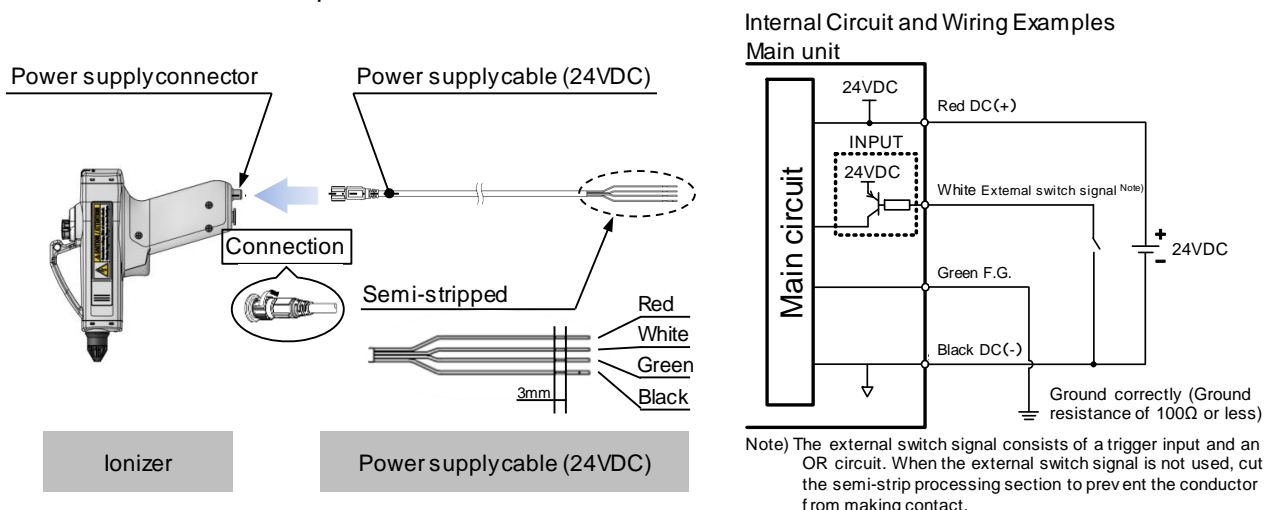 Power supply connector
Power supply cable (24VDC)
Connection
Semi-stripped
Red
White
Green
Black
3mm
Ionizer
Power supply cable (24VDC)
Internal Circuit and Wiring Examples
Main unit
24VDC
Red DC(+)
INPUT
24VDC
White External switch signal Note)
Main circuit
+
24VDC
-
Green F.G.
Black DC(-)
Ground correctly (Ground
resistance of 100Ω or less)
Note) The external switch signal consists of a trigger input and an
OR circuit. When the external switch signal is not used, cut
the semi-strip processing section to prevent the conductor
from making contact.